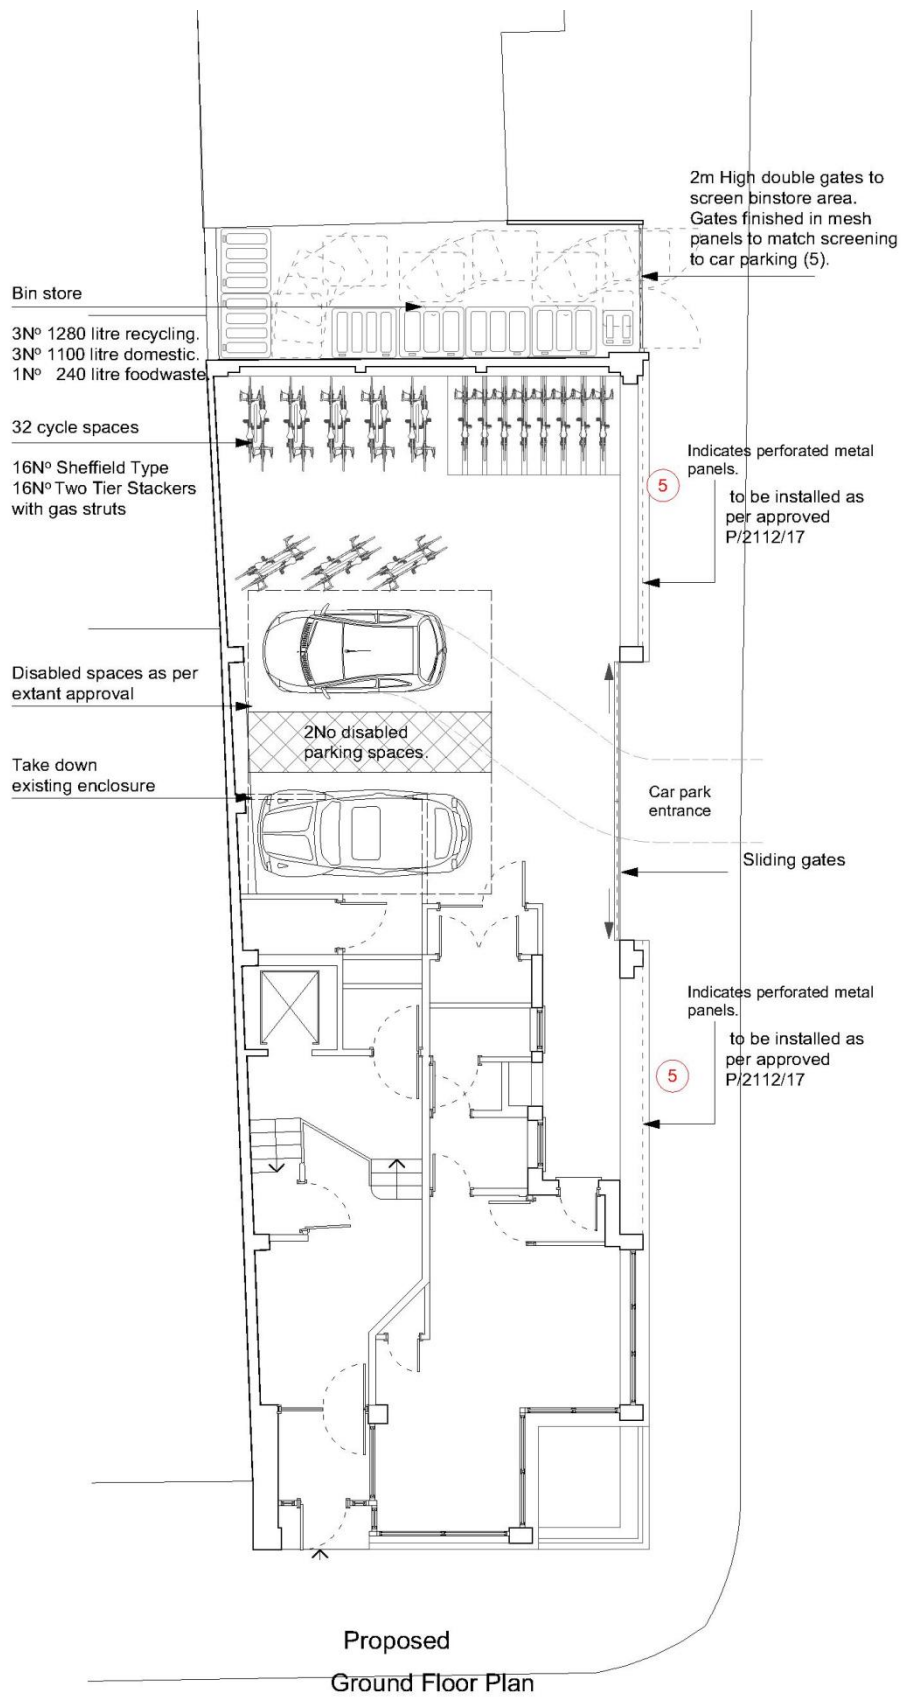 2m High double gates to
screen binstore area.
Gates finished in mesh
panels to match screening
to car parking (5).
Bin store
3Nº 1280 litre recycling.
3Nº 1100 litre domestic.
1Nº 240 litre foodwaste.
32 cycle spaces
16Nº Sheffield Type
16Nº Two Tier Stackers
with gas struts
Indicates perforated metal
panels.
5
to be installed as
per approved
P/2112/17
Disabled spaces as per
extant approval
2No disabled
parking spaces.
Take down
existing enclosure
Car park
entrance
Sliding gates
Indicates perforated metal
panels.
to be installed as
per approved
P/2112/17
5
Proposed
Ground Floor Plan